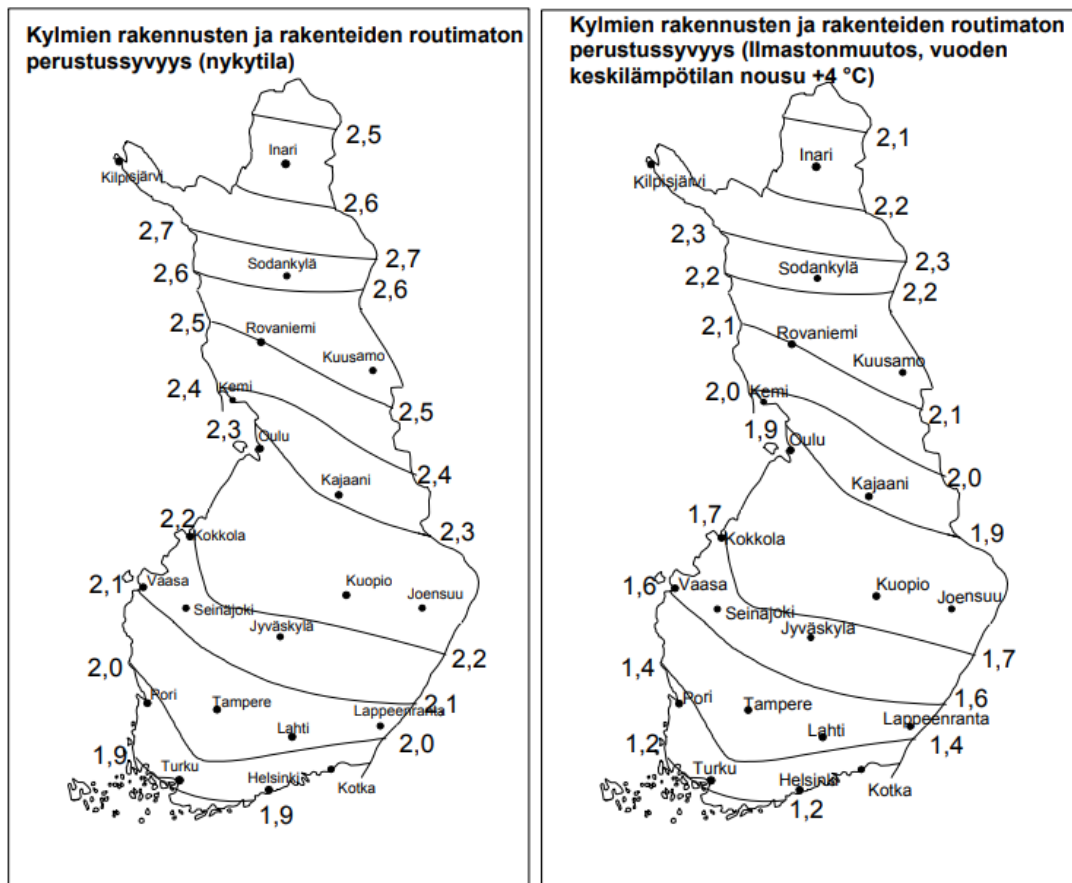 Kylmien rakennusten ja rakenteiden routimaton
perustussyvyys (nykytila)
2,5
Inari
Kilpisjärvi
2,6
2,7
2,7
Sodankylä
2,6
2,6
2,5
Rovaniemi
Kuusamo
2,4
Kemi
2,5
2,3
Oulu
2,4
Kajaani
2,2
2,3
Kokkola
2,1
Vaasa
Kuopio
Joensuu
Seinäjoki
Jyväskylä
2,2
2,0
Pori
Tampere
2,1
Lappeenranta
Lahti
2,0
1,9
Turku
Helsinki
Kotka
1,9
Kylmien rakennusten ja rakenteiden routimaton
perustussyvyys (Ilmastonmuutos, vuoden
keskilämpötilan nousu +4 °C)
2,1
Inari
Kilpisjärvi
2,2
2,3
2,3
Sodankylä
2,2
2,2
2,1
Rovaniemi
Kuusamo
2,0
Kemi
2,1
1,9
Oulu
2,0
Kajaani
1,7
1,9
Kokkola
1,6
Vaasa
Kuopio
Joensuu
Seinäjoki
Jyväskylä
1,7
1,4
Pori
Tampere
1,6
Lappeenranta
Lahti
1,4
1,2
Turku
Helsinki
Kotka
1,2